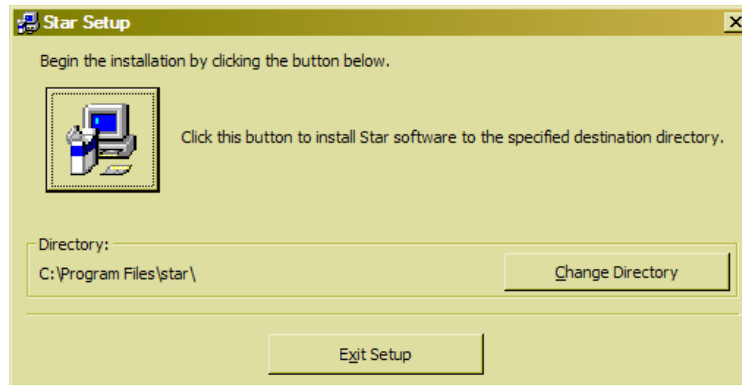 Star Setup
Begin the installation by clicking the button below.
Click this button to install Star software to the specified destination directory.
Directory:
C:\Program Files\star\
Change Directory
Exit Setup